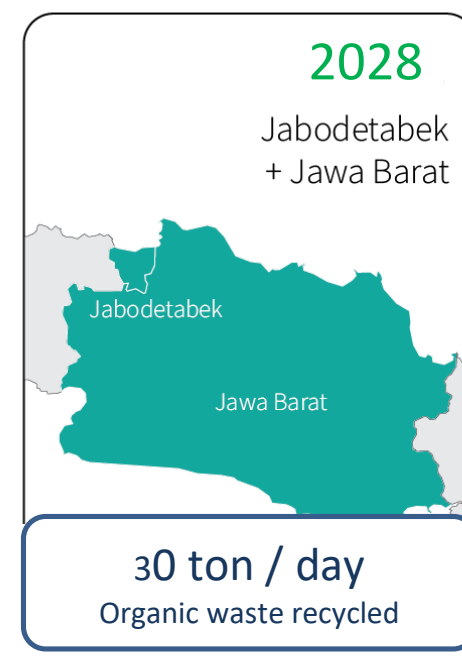 2028
Jabodetabek
+ Jawa Barat
Jabodetabek
Jawa Barat
30 ton / day
Organic waste recycled